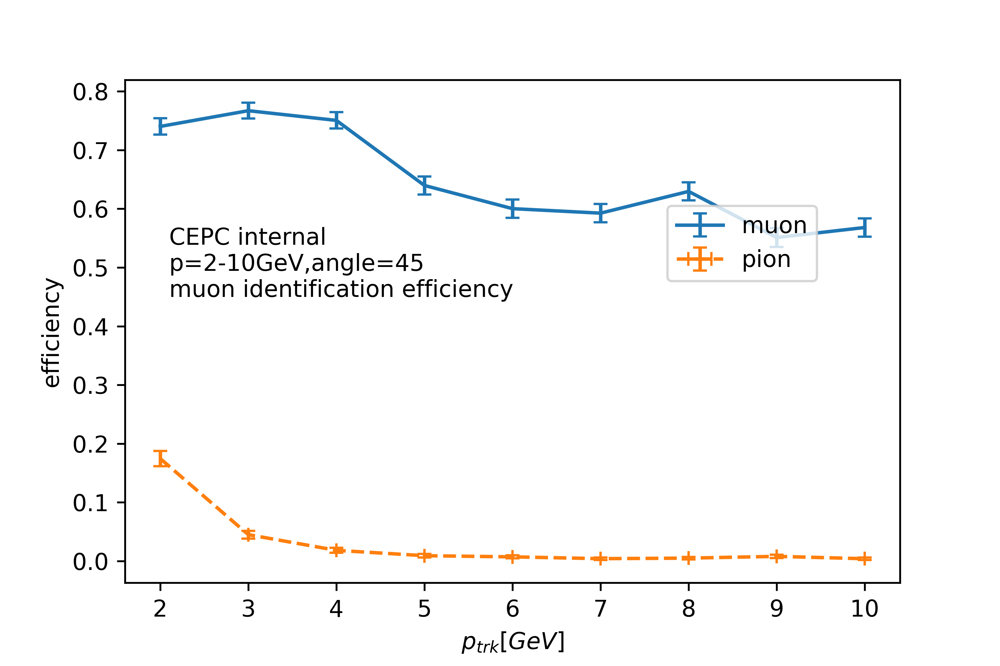 0.8
0.7
0.6
0.5
0.4
0.3
0.2
0.1
0.0
efficiency
CEPC internal
p=2-10GeV,angle=45
muon identification efficiency
muon
pion
2 3 4 5 6 7 8 9 10
p_trk[GeV]